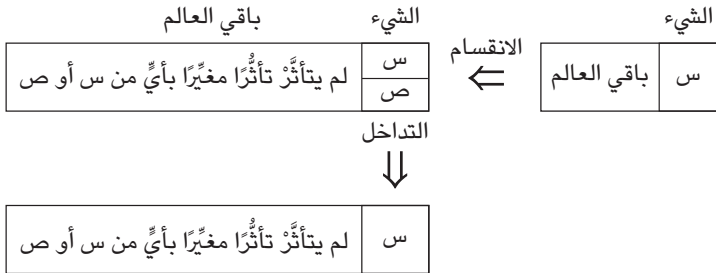 الشيء
س
باقي العالم
الانقسام
الشيء
باقي العالم
س
ص
لم يتأثَّرْ تأثُّرًا مغيِّرًا بأيٍّ من س أو ص
التداخل
س
لم يتأثَّرْ تأثُّرًا مغيِّرًا بأيٍّ من س أو ص